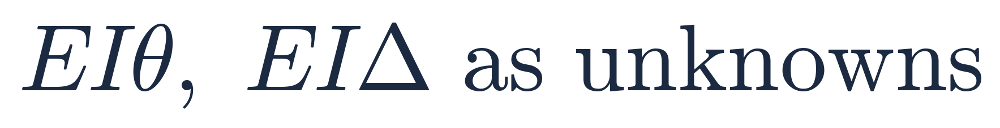 EIθ, EIΔ as unknowns